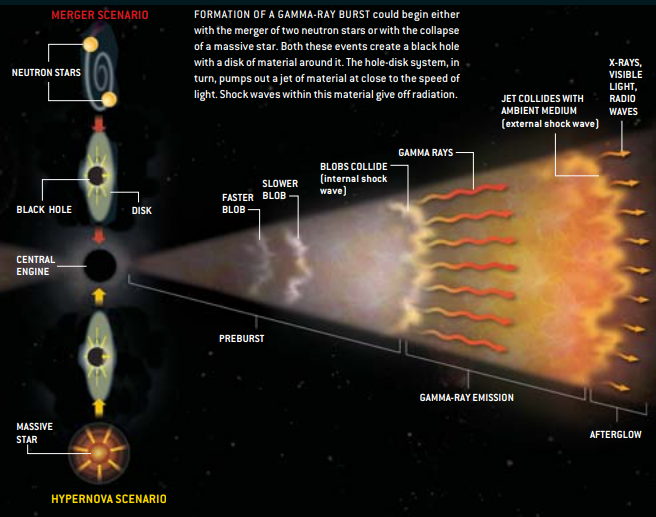 MERGER SCENARIO
FORMATION OF A GAMMA-RAY BURST could begin either
with the merger of two neutron stars or with the collapse
of a massive star. Both these events create a black hole
with a disk of material around it. The hole-disk system, in
turn, pumps out a jet of material at close to the speed of
light. Shock waves within this material give off radiation.
NEUTRON STARS
X-RAYS,
VISIBLE
LIGHT,
RADIO
WAVES
JET COLLIDES WITH
AMBIENT MEDIUM
(external shock wave)
GAMMA RAYS
BLOBS COLLIDE
(internal shock
wave)
SLOWER
BLOB
FASTER
BLOB
BLACK HOLE
DISK
CENTRAL
ENGINE
PREBURST
GAMMA-RAY EMISSION
AFTERGLOW
MASSIVE
STAR
HYPERNOVA SCENARIO